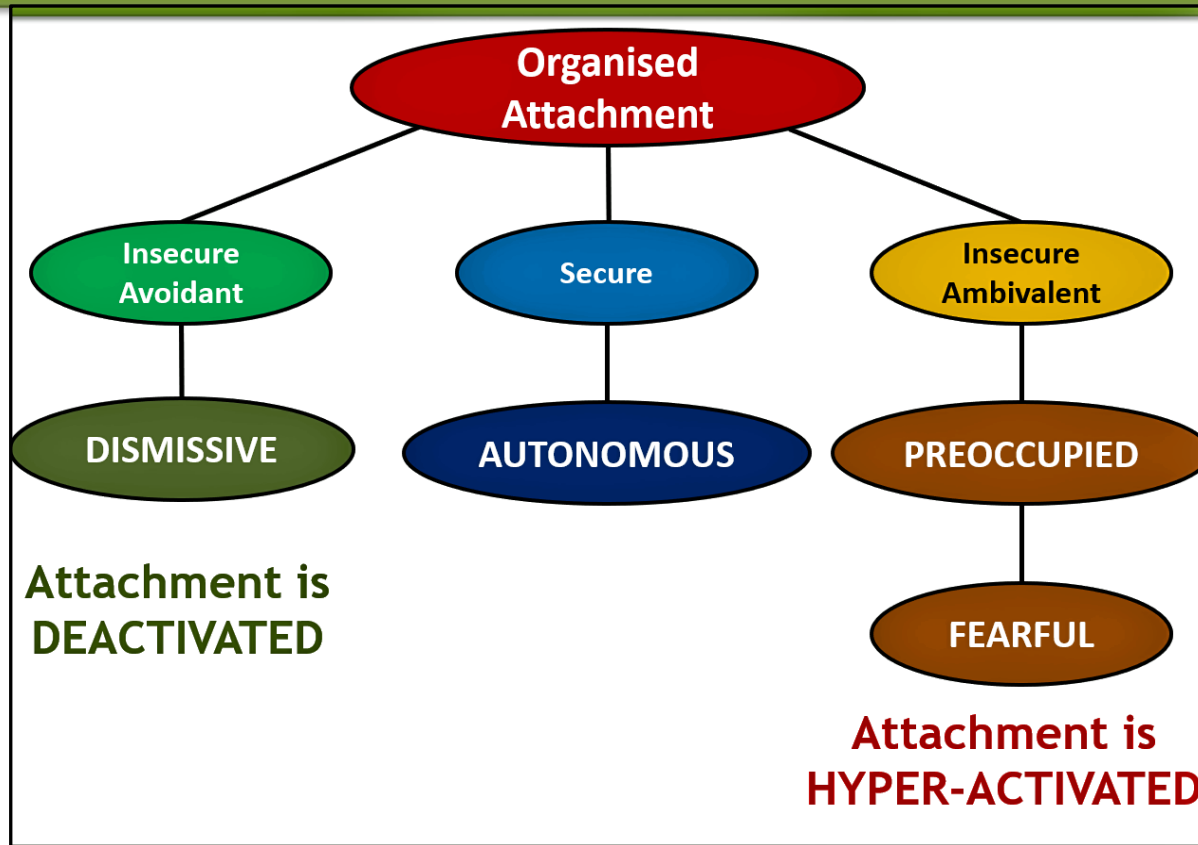 Organised
Attachment
Insecure
Avoidant
Secure
Insecure
Ambivalent
DISMISSIVE
AUTONOMOUS
PREOCCUPIED
FEARFUL
Attachment is
DEACTIVATED
Attachment is
HYPER-ACTIVATED